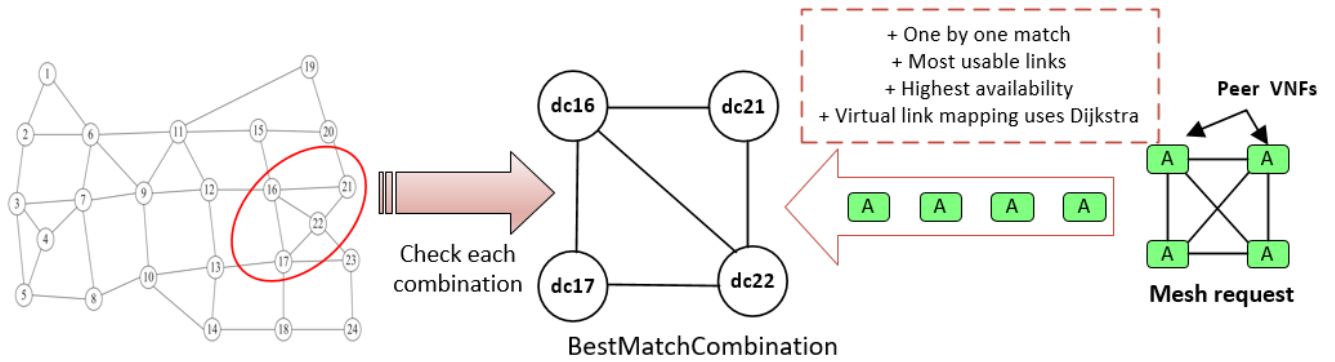 1
2
3
4
5
6
7
8
9
10
11
12
13
14
15
16
17
18
19
20
21
22
23
24
Check each
combination
dc16
dc21
dc17
dc22
BestMatchCombination
+ One by one match
+ Most usable links
+ Highest availability
+ Virtual link mapping uses Dijkstra
A A A A
Peer VNFs
A A
A A
Mesh request